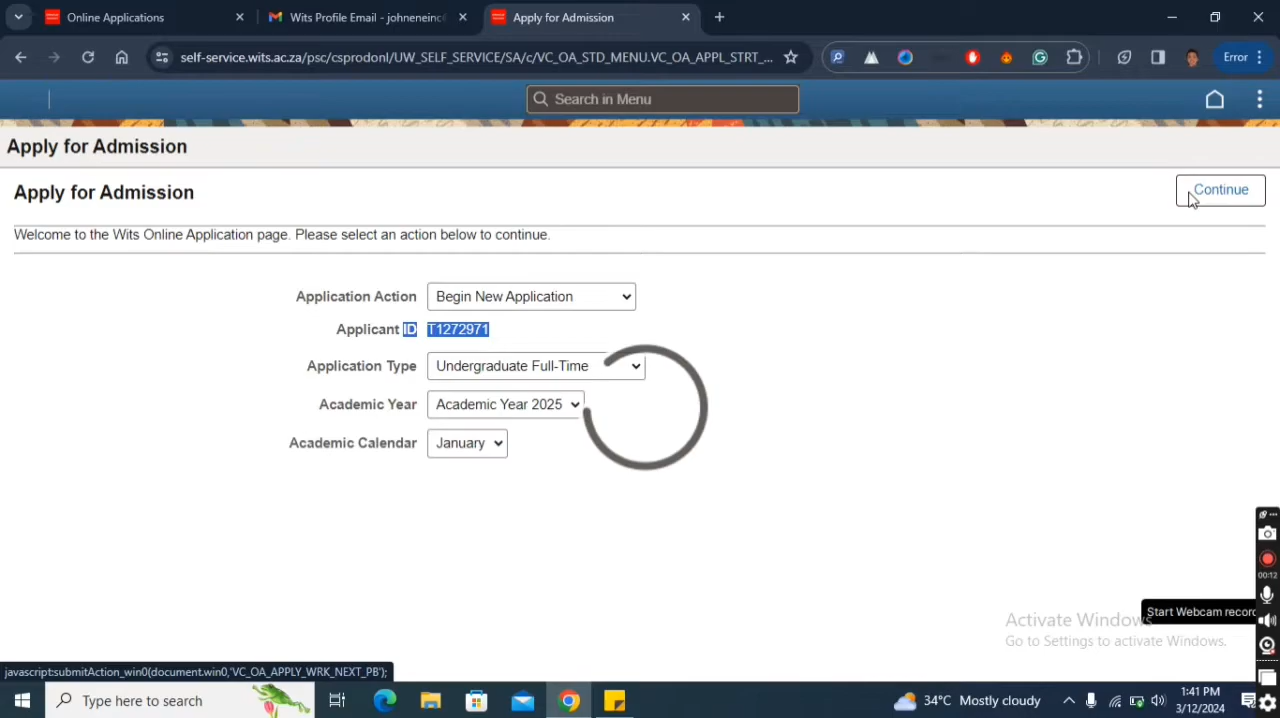 Online Applications
Wits Profile Email - johneneinc
Apply for Admission
self-service.wits.ac.za/psc/csprodonl/UW_SELF_SERVICE/SA/c/VC_OA_STD_MENU.VC_OA_APPL_STRT_...
Error
Search in Menu
Apply for Admission
Apply for Admission
Continue
Welcome to the Wits Online Application page. Please select an action below to continue.
Application Action Begin New Application
Applicant ID T1272971
Application Type Undergraduate Full-Time
Academic Year Academic Year 2025
Academic Calendar January
00:12
Start Webcam record
Activate Windows
Go to Settings to activate Windows.
javascript:submitAction_win0(document.win0,'VC_OA_APPLY_WRK_NEXT_PB');
Type here to search
34°C Mostly cloudy
1:41 PM
3/12/2024